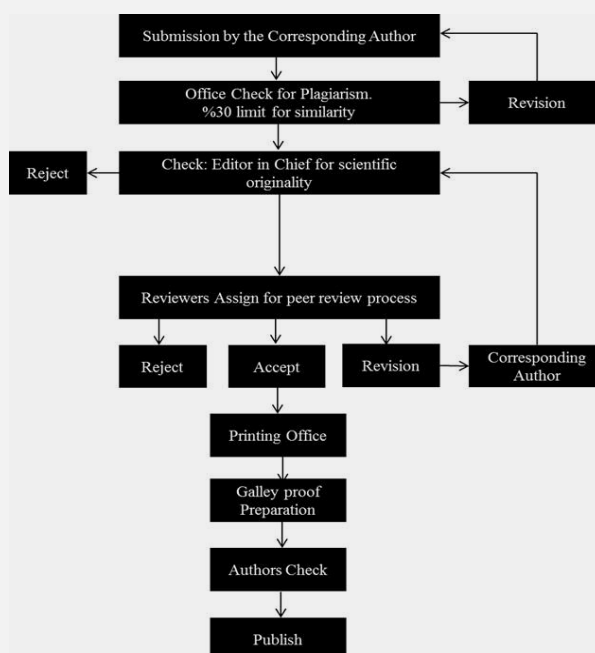 Submission by the Corresponding Author
Office Check for Plagiarism.
%30 limit for similarity
Revision
Reject
Check: Editor in Chief for scientific
originality
Reviewers Assign for peer review process
Reject
Accept
Revision
Corresponding
Author
Printing Office
Galley proof
Preparation
Authors Check
Publish